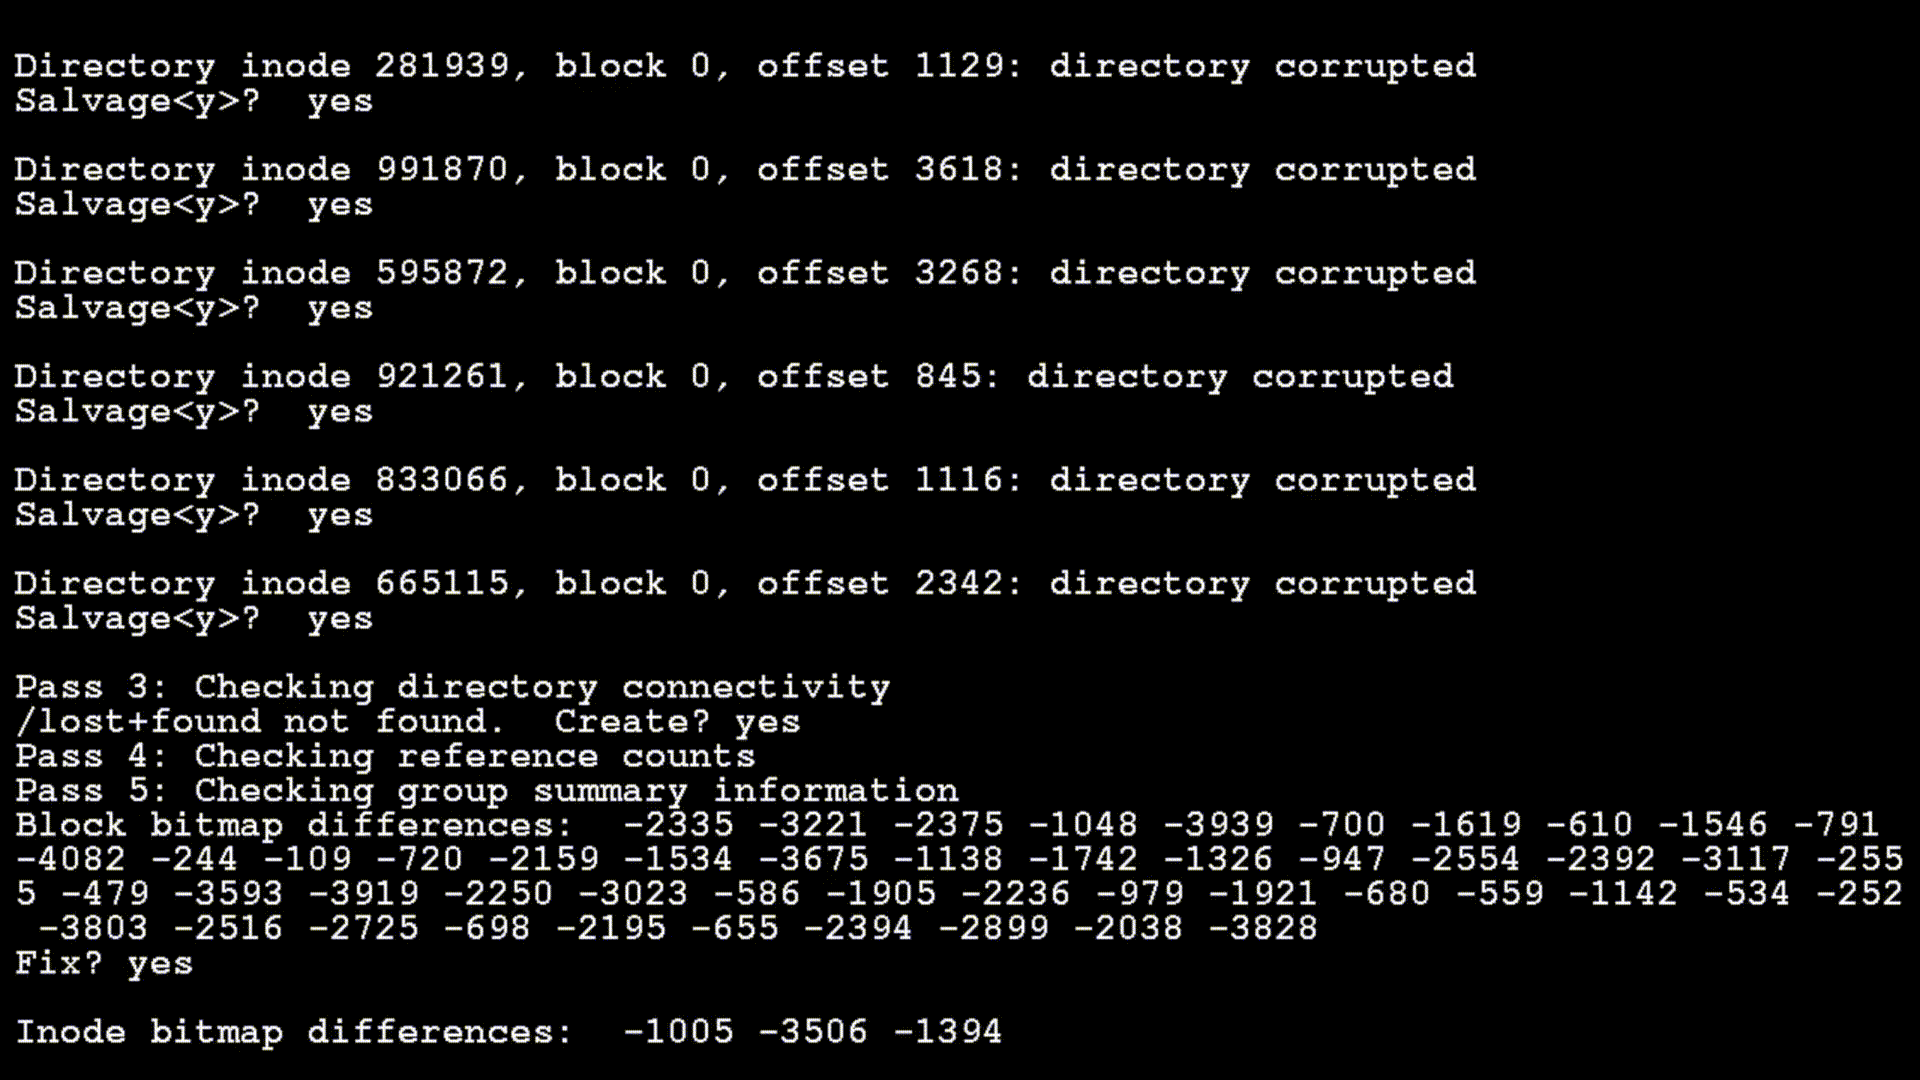 Directory inode 281939, block 0, offset 1129: directory corrupted
Salvage<y>?  yes
Directory inode 991870, block 0, offset 3618: directory corrupted
Salvage<y>?  yes
Directory inode 595872, block 0, offset 3268: directory corrupted
Salvage<y>?  yes
Directory inode 921261, block 0, offset 845: directory corrupted
Salvage<y>?  yes
Directory inode 833066, block 0, offset 1116: directory corrupted
Salvage<y>?  yes
Directory inode 665115, block 0, offset 2342: directory corrupted
Salvage<y>?  yes
Pass 3: Checking directory connectivity
/lost+found not found.  Create? yes
Pass 4: Checking reference counts
Pass 5: Checking group summary information
Block bitmap differences:  -2335 -3221 -2375 -1048 -3939 -700 -1619 -610 -1546 -791
-4082 -244 -109 -720 -2159 -1534 -3675 -1138 -1742 -1326 -947 -2554 -2392 -3117 -255
5 -479 -3593 -3919 -2250 -3023 -586 -1905 -2236 -979 -1921 -680 -559 -1142 -534 -252
-3803 -2516 -2725 -698 -2195 -655 -2394 -2899 -2038 -3828
Fix? yes
Inode bitmap differences:  -1005 -3506 -1394